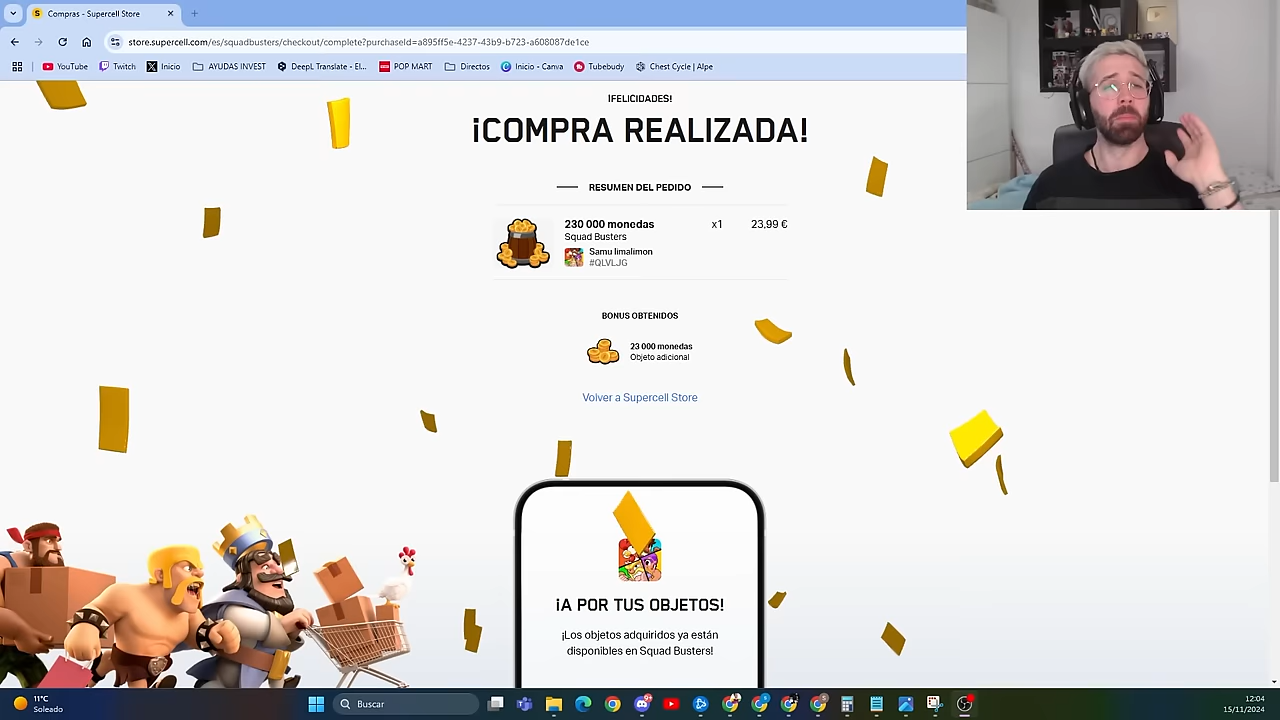 Compras - Supercell Store
store.supercell.com/es/squadbusters/checkout/complete?purchaseId=a895ff5e-4237-43b9-b723-a608087de1ce
YouTube
Twitch
Inicio
AYUDAS INVEST
DeepL Translate - El...
POP MART
Directos
Inicio - Canva
Tubebudy
Chest Cycle | Alpe
¡FELICIDADES!
¡COMPRA REALIZADA!
RESUMEN DEL PEDIDO
230 000 monedas x1 23,99 €
Squad Busters
Samu limalimon
#QLVLJG
BONUS OBTENIDOS
23 000 monedas
Objeto adicional
Volver a Supercell Store
¡A POR TUS OBJETOS!
¡Los objetos adquiridos ya están
disponibles en Squad Busters!
11°C
Soleado
Buscar
12:04
15/11/2024